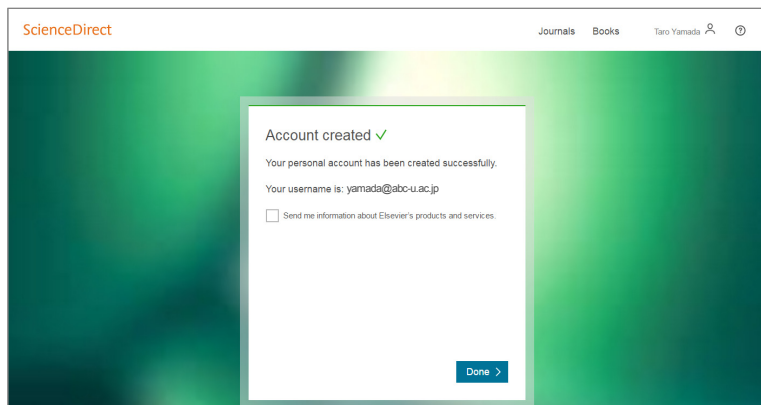 ScienceDirect
Journals Books Taro Yamada ?
Account created
Your personal account has been created successfully.
Your username is: yamada@abc-u.ac.jp
Send me information about Elsevier's products and services.
Done